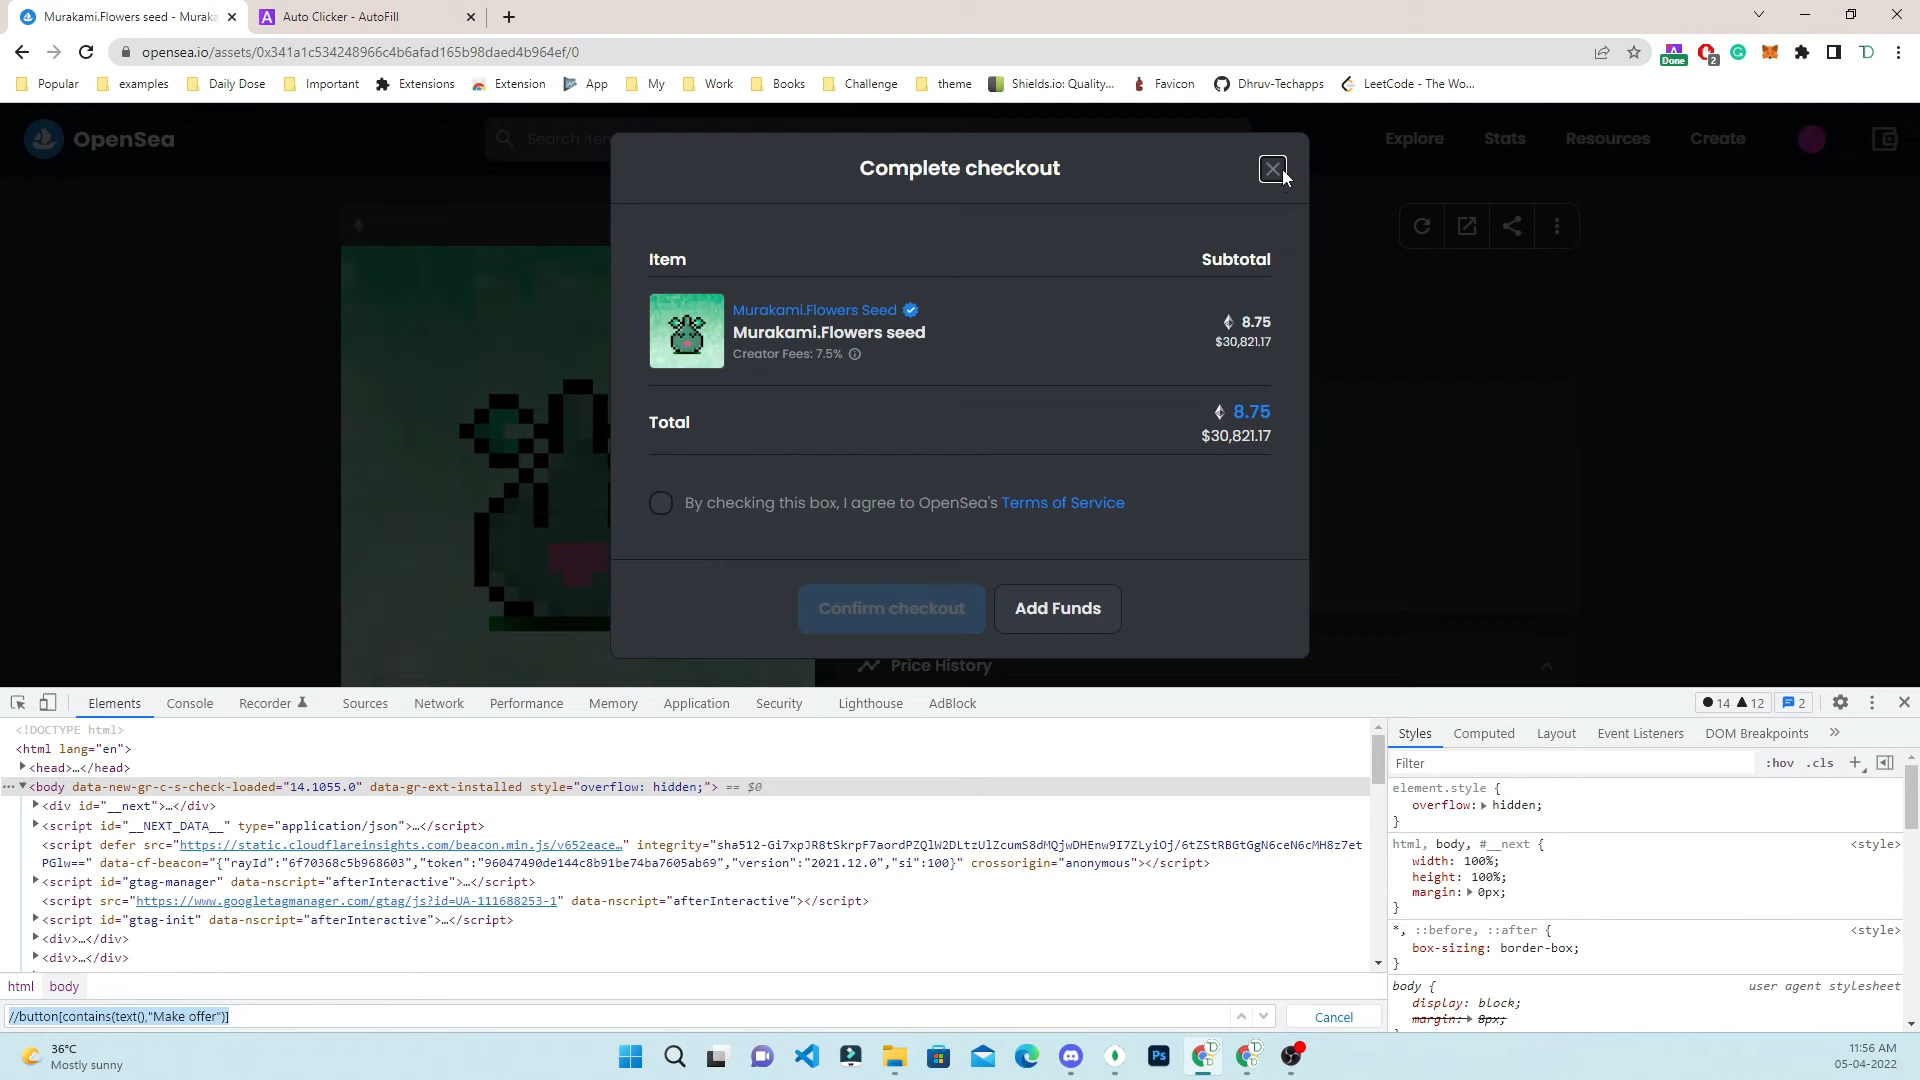 Murakami.Flowers seed - Muraka
Auto Clicker - AutoFill
opensea.io/assets/0x341a1c534248966c4b6afad165b98daed4b964ef/0
Done
2
Popular
examples
Daily Dose
Important
Extensions
Extension
App
My
Work
Books
Challenge
theme
Shields.io: Quality...
Favicon
Dhruv-Techapps
LeetCode - The Wo...
OpenSea
Search iten
Explore
Stats
Resources
Create
Complete checkout
Item
Subtotal
Murakami.Flowers Seed
Murakami.Flowers seed
Creator Fees: 7.5%
8.75
$30,821.17
Total
8.75
$30,821.17
By checking this box, I agree to OpenSea's Terms of Service
Confirm checkout
Add Funds
Price History
Elements
Console
Recorder
Sources
Network
Performance
Memory
Application
Security
Lighthouse
AdBlock
14
12
2
<!DOCTYPE html>
<html lang="en">
<head>…</head>
<body data-new-gr-c-s-check-loaded="14.1055.0" data-gr-ext-installed style="overflow: hidden;"> == $0
<div id="__next">…</div>
<script id="__NEXT_DATA__" type="application/json">…</script>
<script defer src="https://static.cloudflareinsights.com/beacon.min.js/v652eace…" integrity="sha512-Gi7xpJR8tSkrpF7aordPZQlW2DLtzUlZcumS8dMQjwDHEnw9I7ZLyiOj/6tZStRBGtGgN6ceN6cMH8z7et
PGlw==" data-cf-beacon="{"rayId":"6f70368c5b968603","token":"96047490de144c8b91be74ba7605ab69","version":"2021.12.0","si":100}" crossorigin="anonymous"></script>
<script id="gtag-manager" data-nscript="afterInteractive">…</script>
<script src="https://www.googletagmanager.com/gtag/js?id=UA-111688253-1" data-nscript="afterInteractive"></script>
<script id="gtag-init" data-nscript="afterInteractive">…</script>
<div>…</div>
<div>…</div>
html
body
//button[contains(text(),"Make offer")]
Cancel
Styles
Computed
Layout
Event Listeners
DOM Breakpoints
Filter
:hov
.cls
element.style {
overflow: hidden;
}
html, body, #__next {
<style>
width: 100%;
height: 100%;
margin: 0px;
}
*, ::before, ::after {
<style>
box-sizing: border-box;
}
body {
user agent stylesheet
display: block;
margin: 8px;
36°C
Mostly sunny
Ps
11:56 AM
05-04-2022